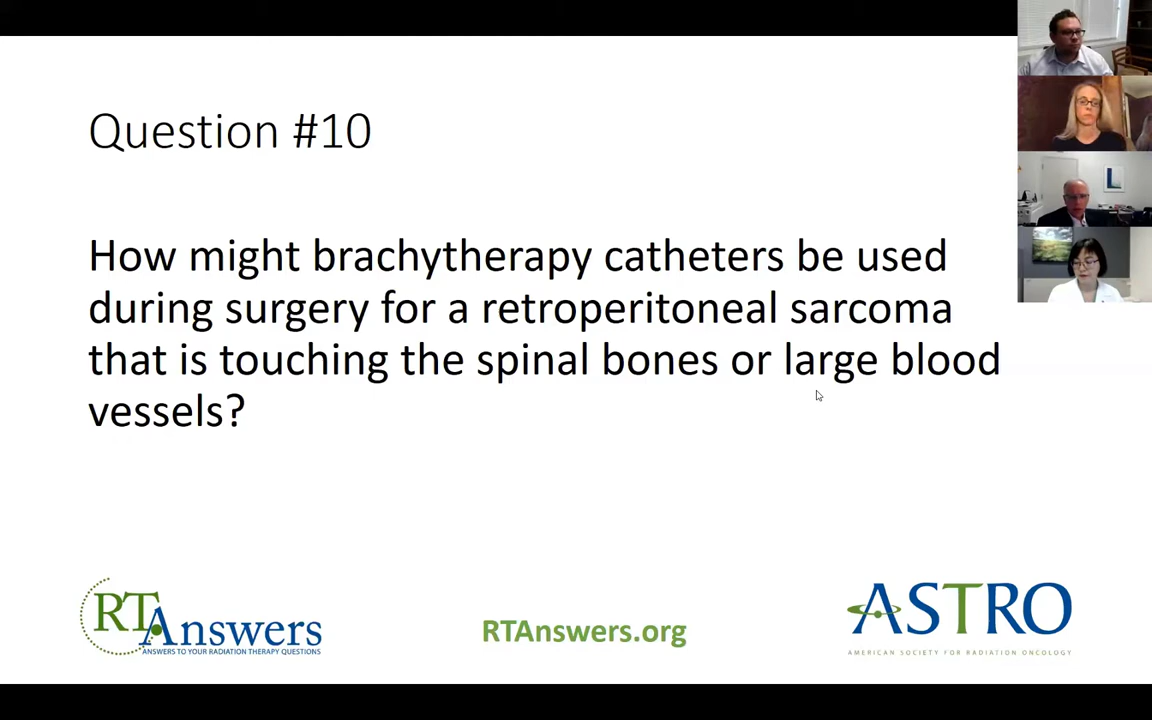 Question #10
How might brachytherapy catheters be used
during surgery for a retroperitoneal sarcoma
that is touching the spinal bones or large blood
vessels?
RTAnswers
ANSWERS TO YOUR RADIATION THERAPY QUESTIONS
RTAnswers.org
ASTRO
AMERICAN SOCIETY FOR RADIATION ONCOLOGY